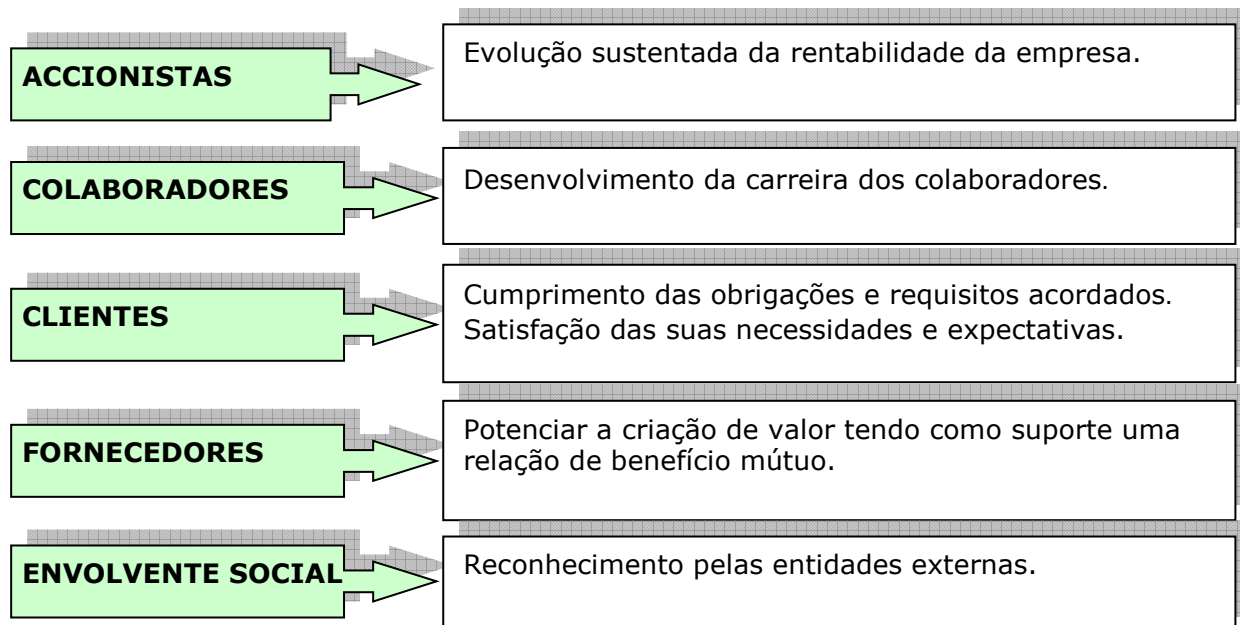 ACCIONISTAS
Evolução sustentada da rentabilidade da empresa.
COLABORADORES
Desenvolvimento da carreira dos colaboradores.
CLIENTES
Cumprimento das obrigações e requisitos acordados.
Satisfação das suas necessidades e expectativas.
FORNECEDORES
Potenciar a criação de valor tendo como suporte uma
relação de benefício mútuo.
ENVOLVENTE SOCIAL
Reconhecimento pelas entidades externas.